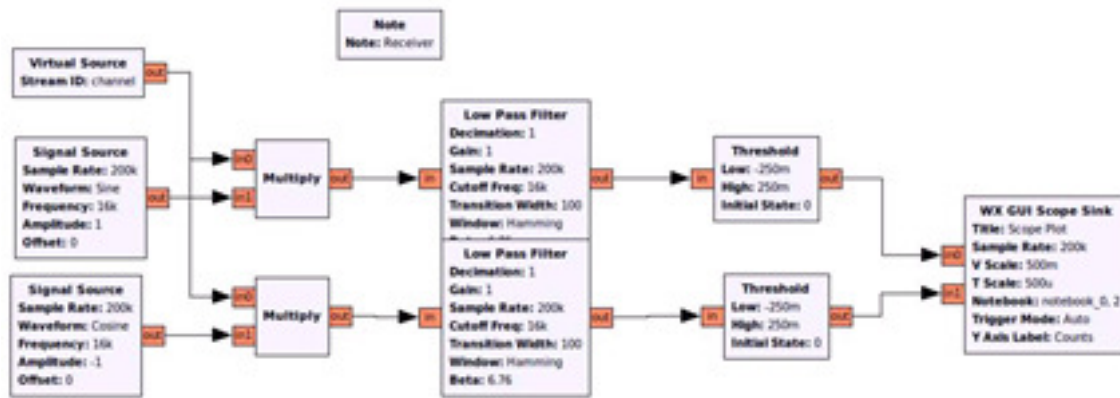 Note
Note: Receiver
Virtual Source
Stream ID: channel
out
Signal Source
Sample Rate: 200k
Waveform: Sine
Frequency: 16k
Amplitude: 1
Offset: 0
out
Signal Source
Sample Rate: 200k
Waveform: Cosine
Frequency: 16k
Amplitude: -1
Offset: 0
out
in0
in1
Multiply
out
in0
in1
Multiply
out
in
Low Pass Filter
Decimation: 1
Gain: 1
Sample Rate: 200k
Cutoff Freq: 16k
Transition Width: 100
Window: Hamming
out
in
Low Pass Filter
Decimation: 1
Gain: 1
Sample Rate: 200k
Cutoff Freq: 16k
Transition Width: 100
Window: Hamming
Beta: 6.76
out
in
Threshold
Low: -250m
High: 250m
Initial State: 0
out
in
Threshold
Low: -250m
High: 250m
Initial State: 0
out
in0
in1
WX GUI Scope Sink
Title: Scope Plot
Sample Rate: 200k
V Scale: 500m
T Scale: 500u
Notebook: notebook_0, 2
Trigger Mode: Auto
Y Axis Label: Counts